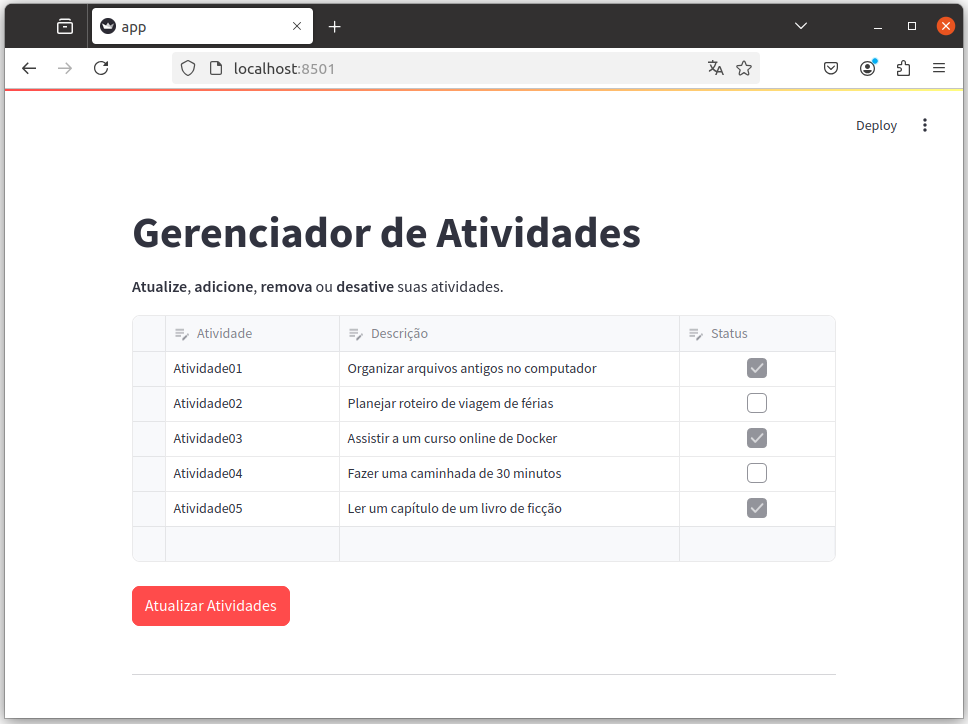 app
localhost:8501
Deploy
Gerenciador de Atividades
Atualize, adicione, remova ou desative suas atividades.
Atividade Descrição Status
Atividade01 Organizar arquivos antigos no computador
Atividade02 Planejar roteiro de viagem de férias
Atividade03 Assistir a um curso online de Docker
Atividade04 Fazer uma caminhada de 30 minutos
Atividade05 Ler um capítulo de um livro de ficção
Atualizar Atividades